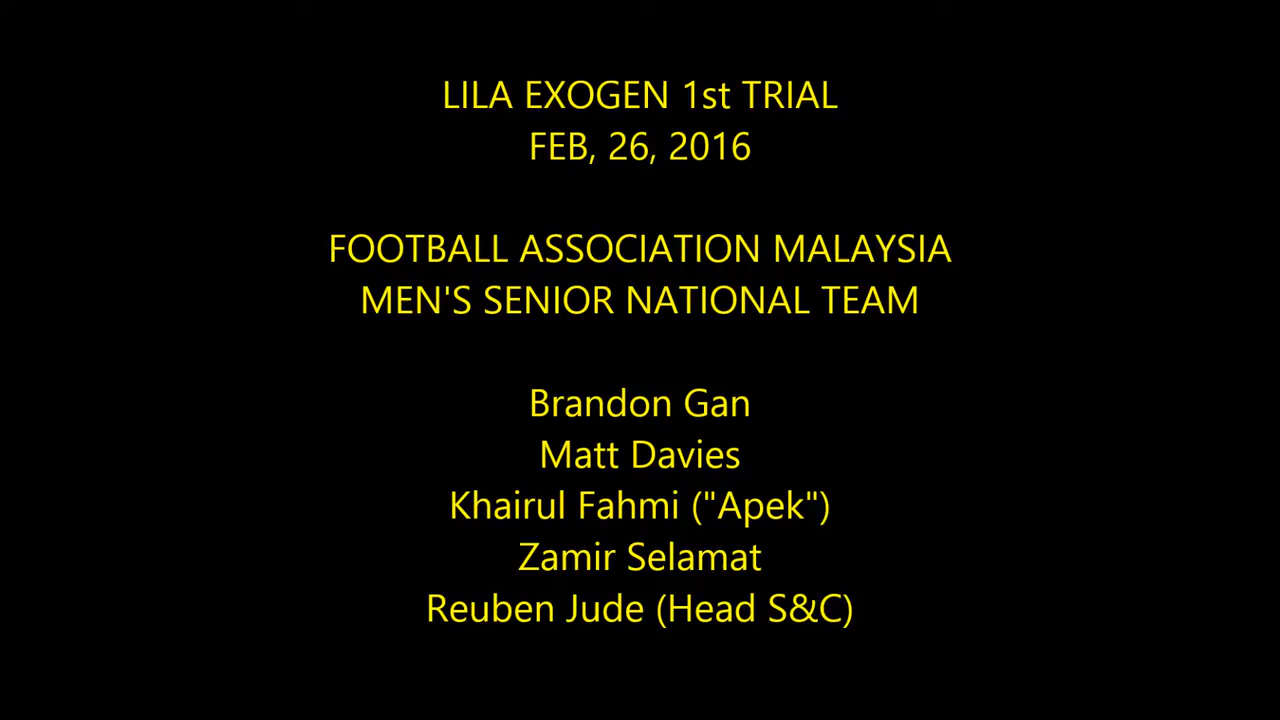 LILA EXOGEN 1st TRIAL
FEB, 26, 2016
FOOTBALL ASSOCIATION MALAYSIA
MEN'S SENIOR NATIONAL TEAM
Brandon Gan
Matt Davies
Khairul Fahmi ("Apek")
Zamir Selamat
Reuben Jude (Head S&C)